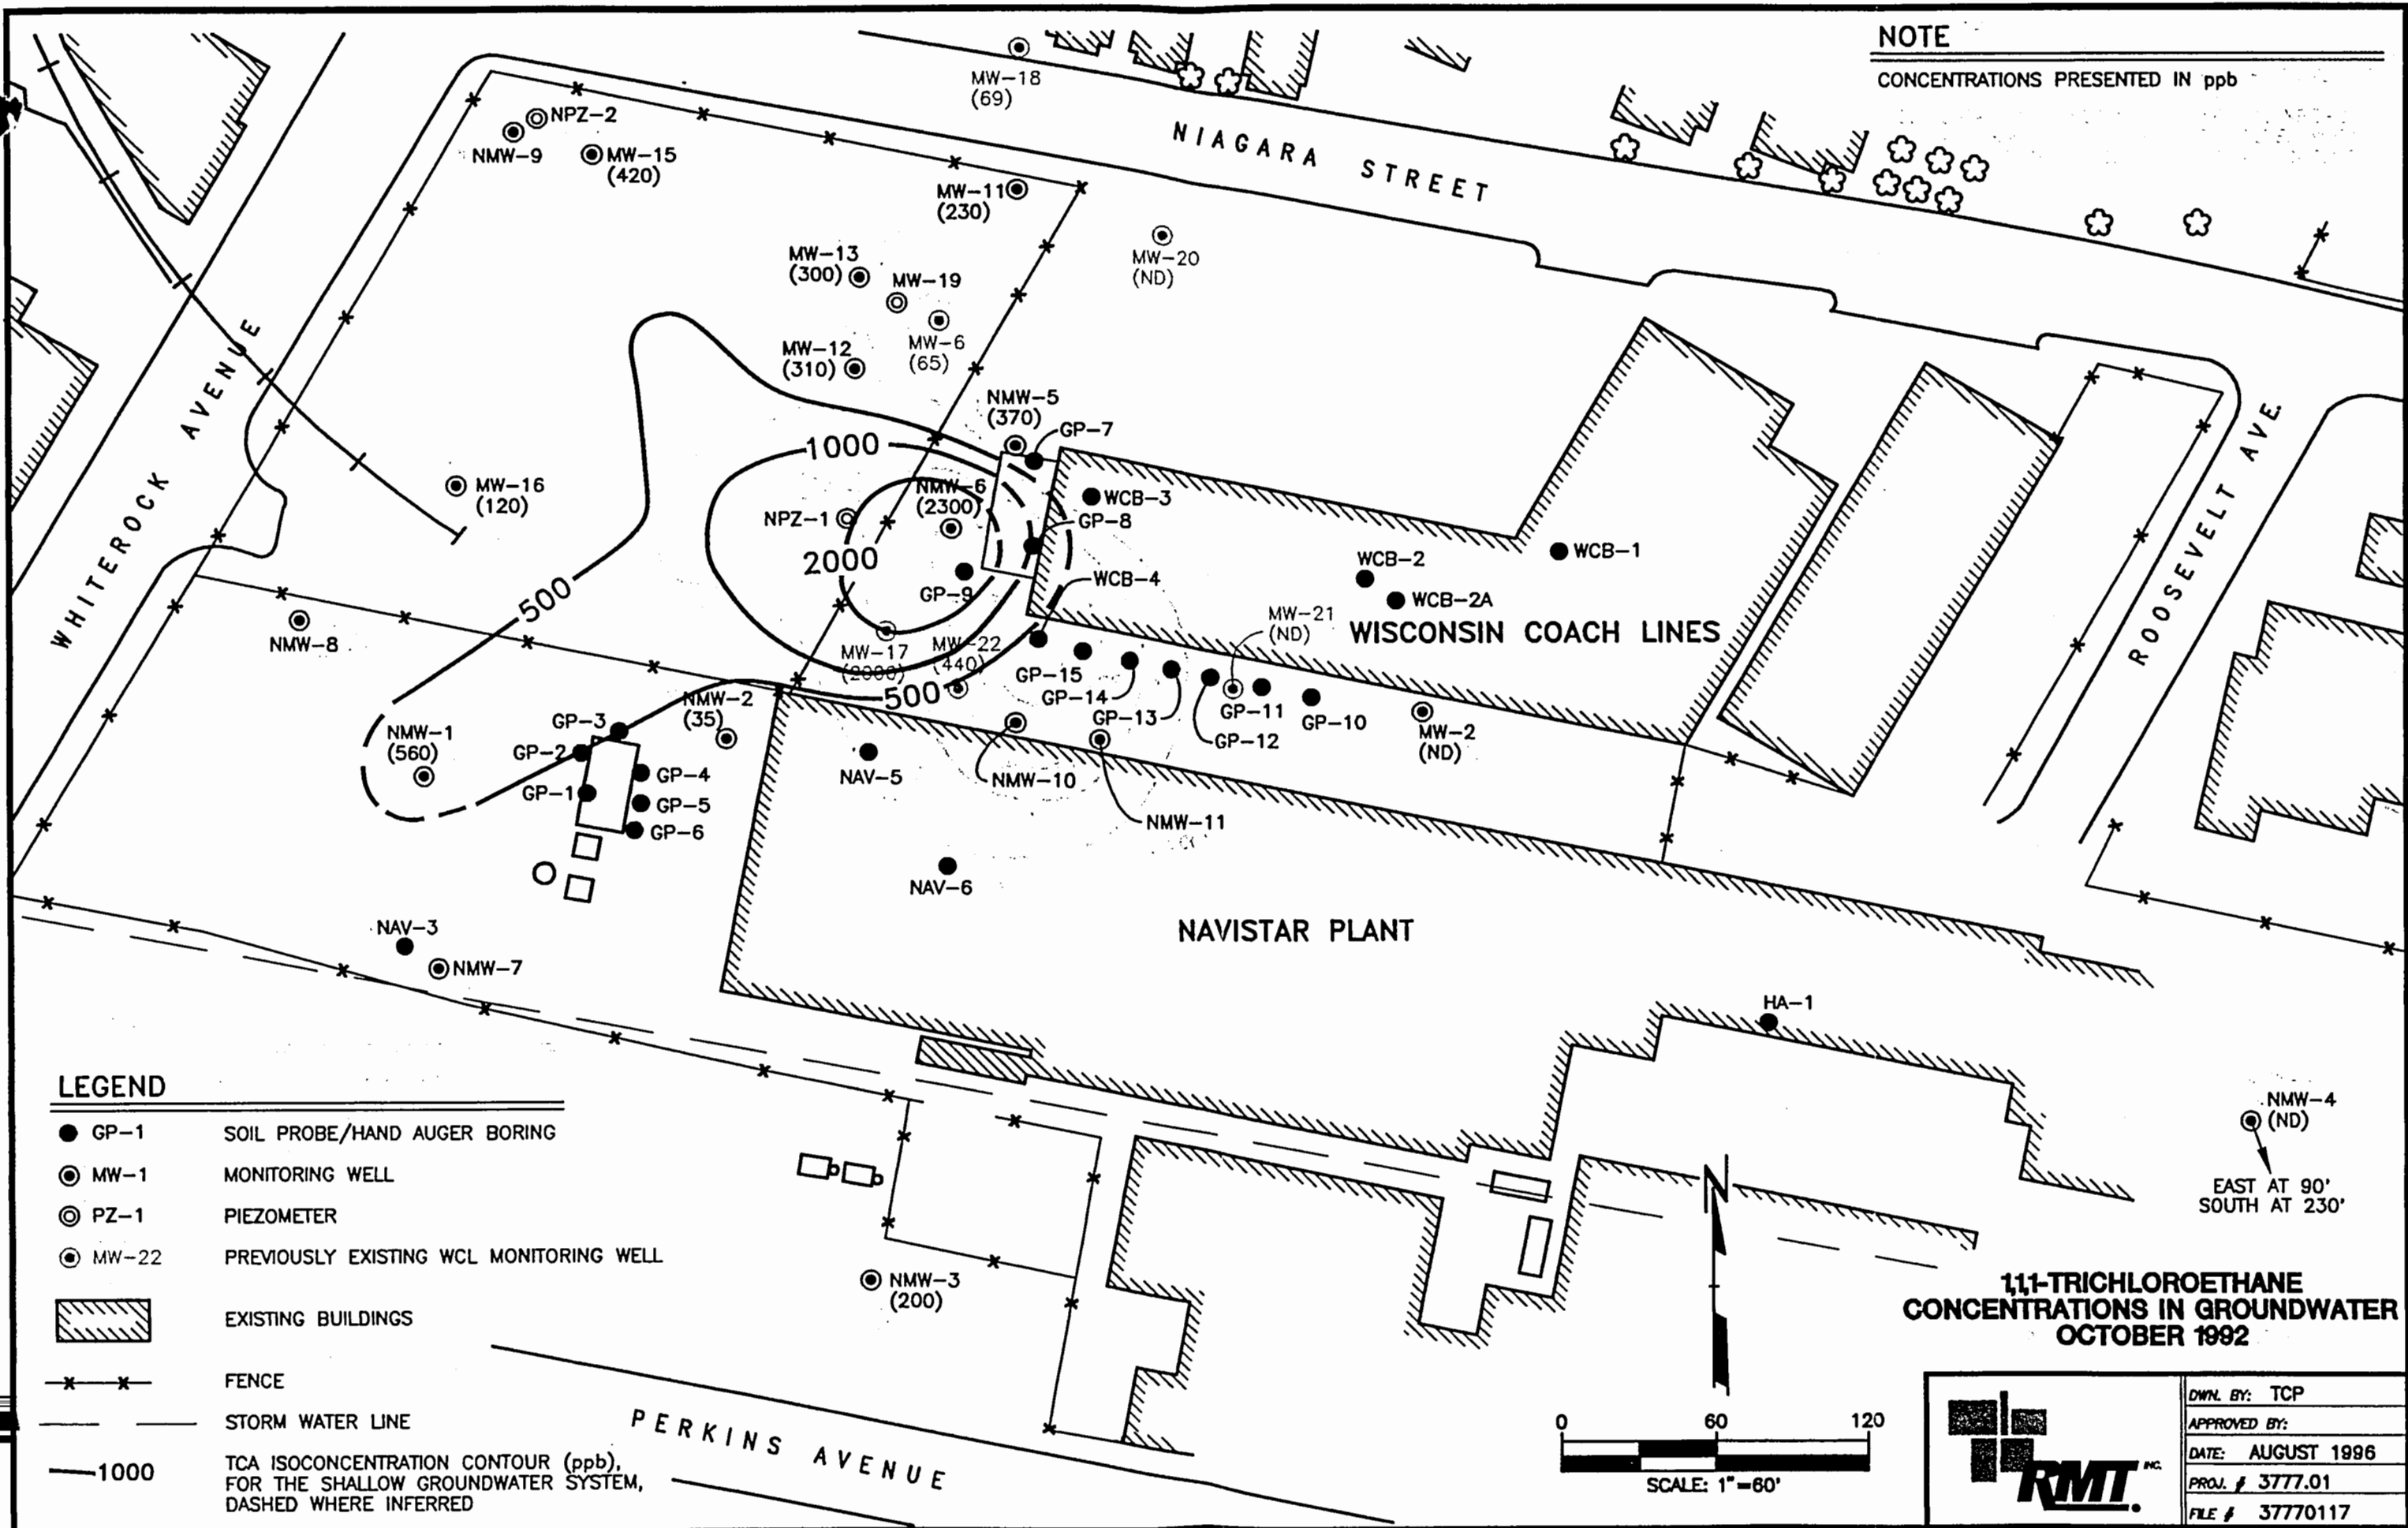 NOTE
CONCENTRATIONS PRESENTED IN ppb
MW-18
(69)
NIAGARA STREET
NPZ-2
NMW-9
MW-15
(420)
MW-11
(230)
MW-20
(ND)
MW-13
(300)
MW-19
MW-6
(65)
MW-12
(310)
NMW-5
(370)
GP-7
1000
WHITEROCK AVENUE
MW-16
(120)
NPZ-1
NMW-6
(2300)
2000
WCB-3
GP-8
WCB-4
GP-9
WCB-2
WCB-2A
WCB-1
WISCONSIN COACH LINES
ROOSEVELT AVE.
500
NMW-8
MW-17
(2000)
MW-22
(440)
500
MW-21
(ND)
GP-15
GP-14
GP-13
GP-12
GP-11
GP-10
MW-2
(ND)
NMW-2
(35)
NMW-1
(560)
GP-3
GP-2
GP-1
GP-4
GP-5
GP-6
NAV-5
NMW-10
NMW-11
NAV-6
NAVISTAR PLANT
NAV-3
NMW-7
HA-1
NMW-4
(ND)
EAST AT 90'
SOUTH AT 230'
NMW-3
(200)
PERKINS AVENUE
LEGEND
GP-1 SOIL PROBE/HAND AUGER BORING
MW-1 MONITORING WELL
PZ-1 PIEZOMETER
MW-22 PREVIOUSLY EXISTING WCL MONITORING WELL
EXISTING BUILDINGS
FENCE
STORM WATER LINE
1000 TCA ISOCONCENTRATION CONTOUR (ppb),
FOR THE SHALLOW GROUNDWATER SYSTEM,
DASHED WHERE INFERRED
N
0 60 120
SCALE: 1"=60'
1,1,1-TRICHLOROETHANE
CONCENTRATIONS IN GROUNDWATER
OCTOBER 1992
RMT INC.
DWN. BY: TCP
APPROVED BY:
DATE: AUGUST 1996
PROJ. # 3777.01
FILE # 37770117